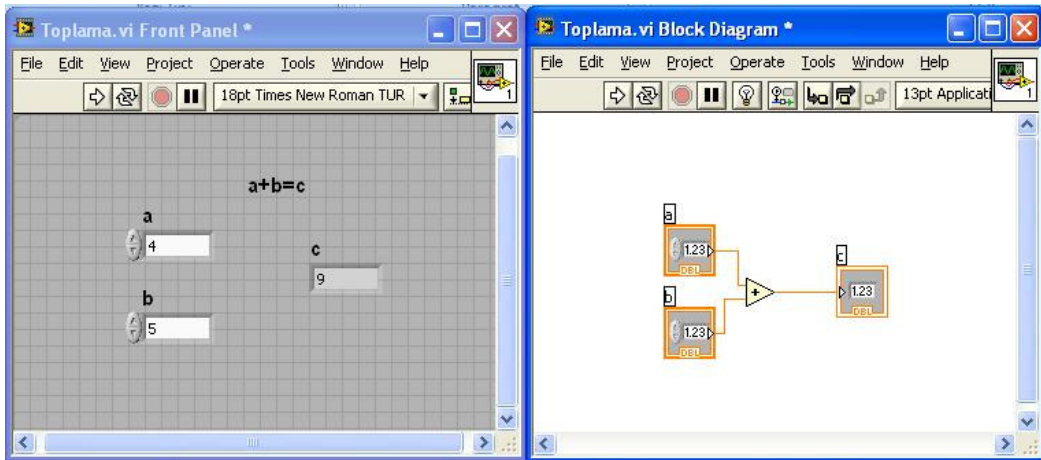 Toplama.vi Front Panel *
File Edit View Project Operate Tools Window Help
18pt Times New Roman TUR
1
a+b=c
a
4
c
9
b
5
Toplama.vi Block Diagram *
File Edit View Project Operate Tools Window Help
13pt Applicati
1
a
1.23
DBL
c
1.23
DBL
b
1.23
DBL